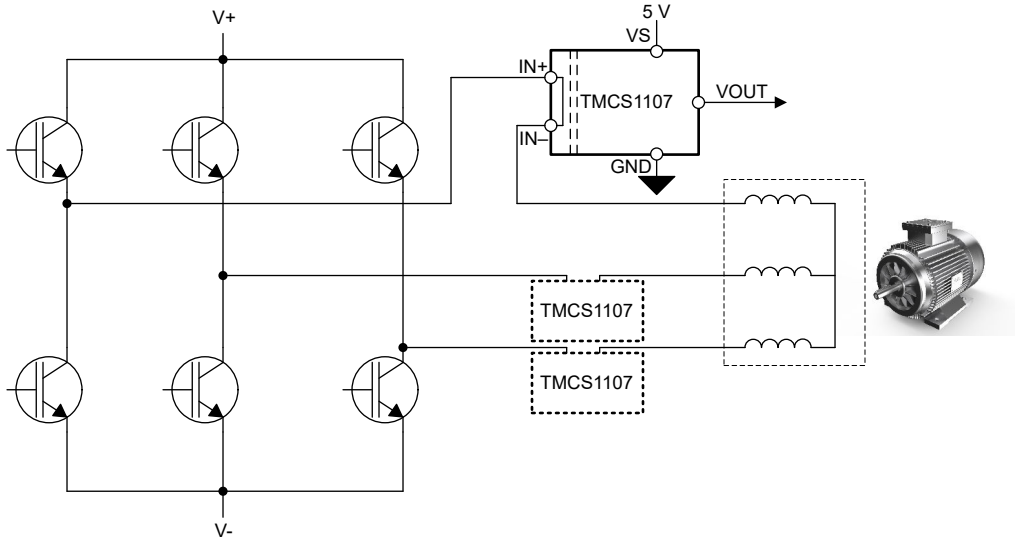 V+
5 V
VS
IN+
TMCS1107
VOUT
IN–
GND
TMCS1107
TMCS1107
V-